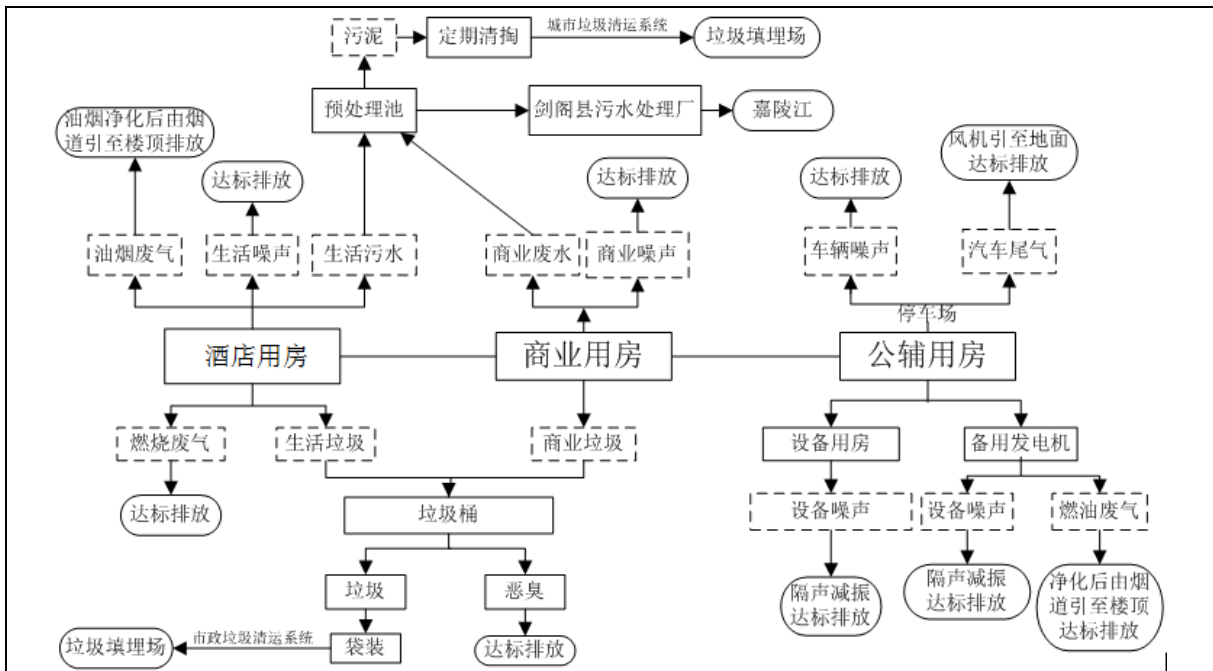 污泥
定期清掏
城市垃圾清运系统
垃圾填埋场
预处理池
剑阁县污水处理厂
嘉陵江
油烟净化后由烟
道引至楼顶排放
达标排放
达标排放
达标排放
风机引至地面
达标排放
油烟废气
生活噪声
生活污水
商业废水
商业噪声
车辆噪声
汽车尾气
停车场
酒店用房
商业用房
公辅用房
燃烧废气
生活垃圾
商业垃圾
设备用房
备用发电机
达标排放
垃圾桶
设备噪声
设备噪声
燃油废气
垃圾
恶臭
隔声减振
达标排放
隔声减振
达标排放
净化后由烟
道引至楼顶
达标排放
垃圾填埋场
市政垃圾清运系统
袋装
达标排放